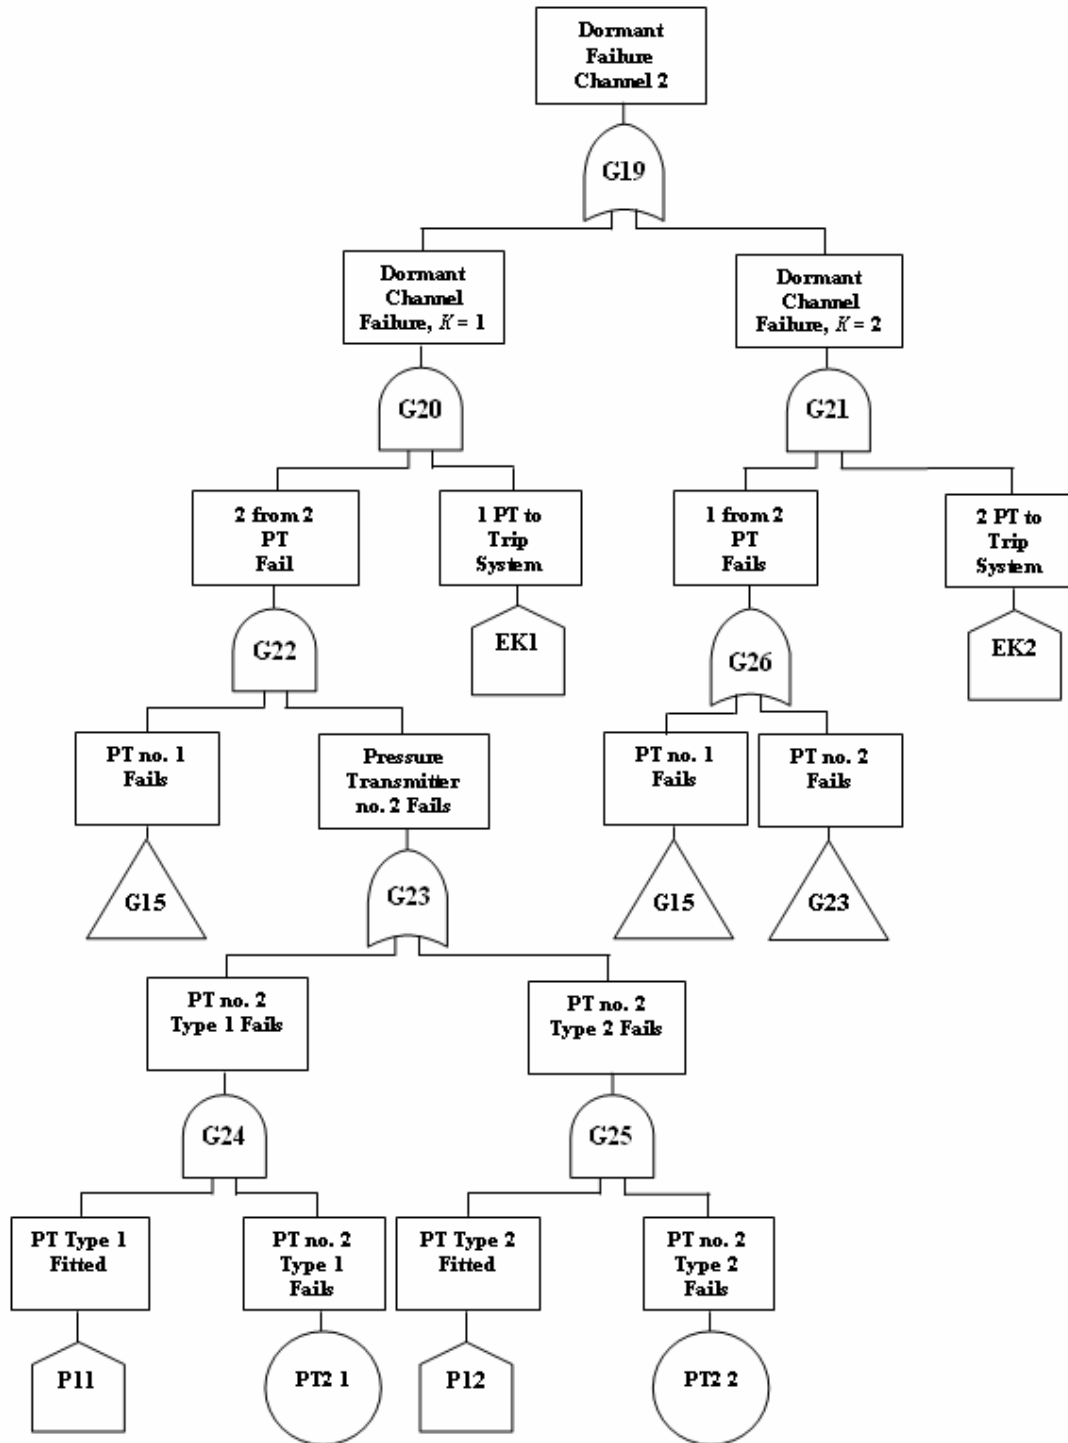 Dormant
Failure
Channel 2
G19
Dormant
Channel
Failure, K = 1
Dormant
Channel
Failure, K = 2
G20
G21
2 from 2
PT
Fail
1 PT to
Trip
System
1 from 2
PT
Fails
2 PT to
Trip
System
G22
EK1
G26
EK2
PT no. 1
Fails
Pressure
Transmitter
no. 2 Fails
PT no. 1
Fails
PT no. 2
Fails
G15
G23
G15
G23
PT no. 2
Type 1 Fails
PT no. 2
Type 2 Fails
G24
G25
PT Type 1
Fitted
PT no. 2
Type 1
Fails
PT Type 2
Fitted
PT no. 2
Type 2
Fails
P11
PT2 1
P12
PT2 2